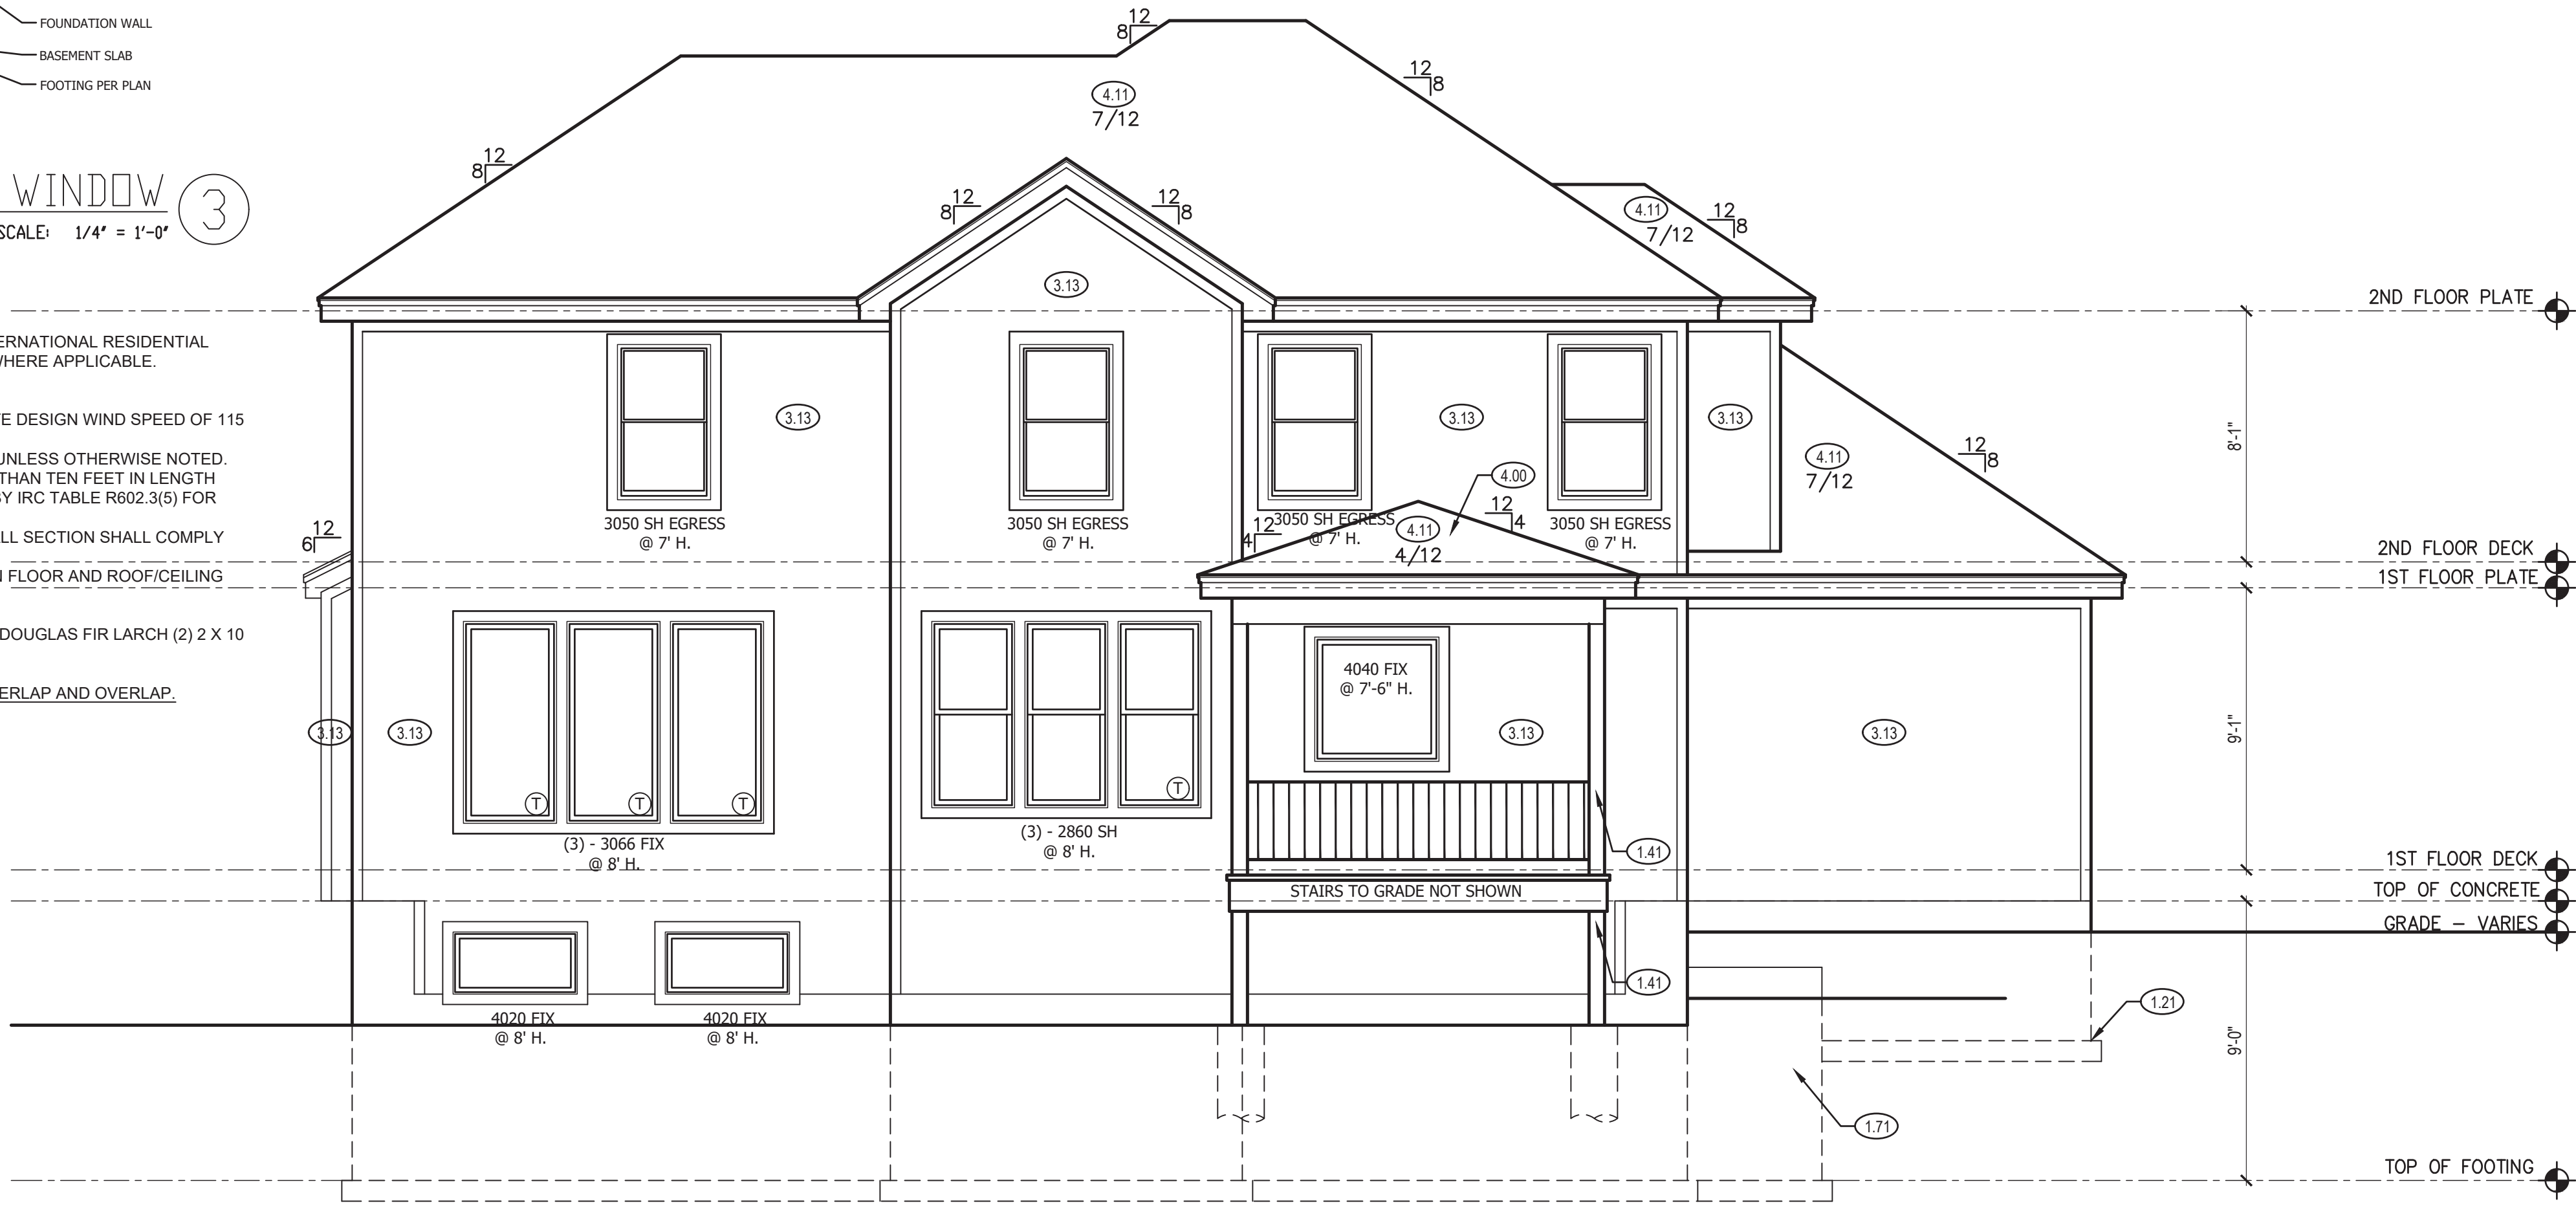 FOUNDATION WALL
BASEMENT SLAB
FOOTING PER PLAN
WINDOW
3
SCALE: 1/4" = 1'-0"
ERNATIONAL RESIDENTIAL
WHERE APPLICABLE.
E DESIGN WIND SPEED OF 115
UNLESS OTHERWISE NOTED.
THAN TEN FEET IN LENGTH
BY IRC TABLE R602.3(5) FOR
ALL SECTION SHALL COMPLY
N FLOOR AND ROOF/CEILING
DOUGLAS FIR LARCH (2) 2 X 10
ERLAP AND OVERLAP.
12
8
12
8
4.11
7/12
12
8
12
8
12
8
4.11
7/12
12
8
3.13
2ND FLOOR PLATE
3.13
3.13
3.13
8'-1"
4.11
7/12
12
8
4.00
3050 SH EGRESS
@ 7' H.
3050 SH EGRESS
@ 7' H.
3050 SH EGRESS
@ 7' H.
3050 SH EGRESS
@ 7' H.
12
6
12
4
4.11
4/12
12
4
2ND FLOOR DECK
1ST FLOOR PLATE
4040 FIX
@ 7'-6" H.
3.13
3.13
3.13
3.13
9'-1"
T
T
T
T
(3) - 3066 FIX
@ 8' H.
(3) - 2860 SH
@ 8' H.
1.41
1ST FLOOR DECK
STAIRS TO GRADE NOT SHOWN
TOP OF CONCRETE
GRADE - VARIES
1.41
1.21
4020 FIX
@ 8' H.
4020 FIX
@ 8' H.
9'-0"
1.71
TOP OF FOOTING